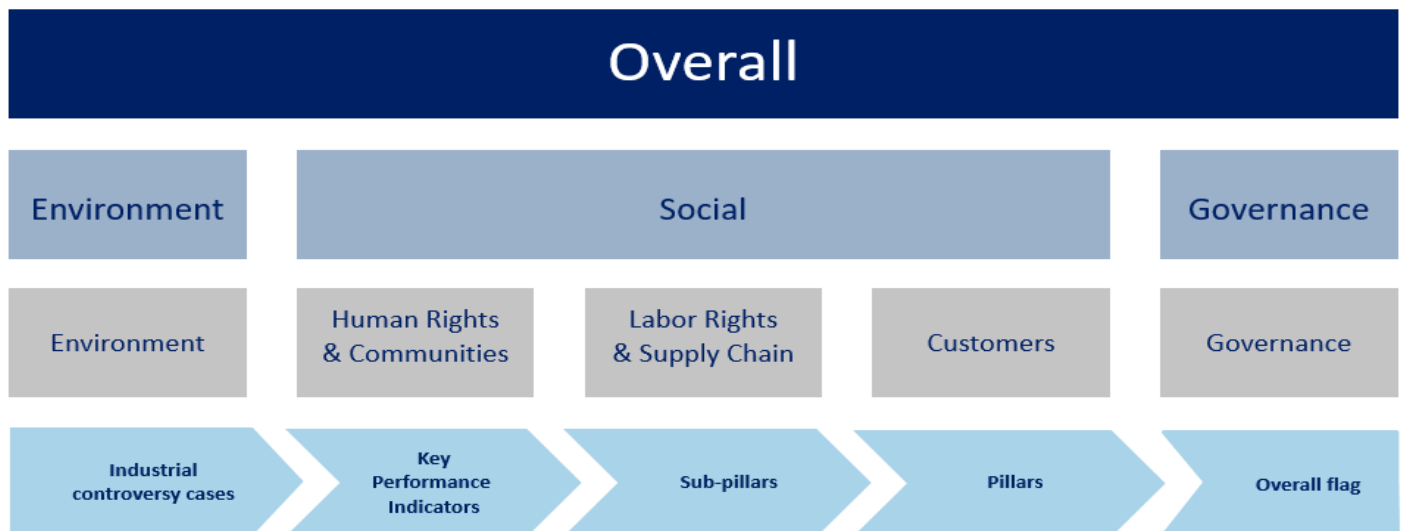 Overall
Environment
Social
Governance
Environment
Human Rights
& Communities
Labor Rights
& Supply Chain
Customers
Governance
Industrial
controversy cases
Key
Performance
Indicators
Sub-pillars
Pillars
Overall flag